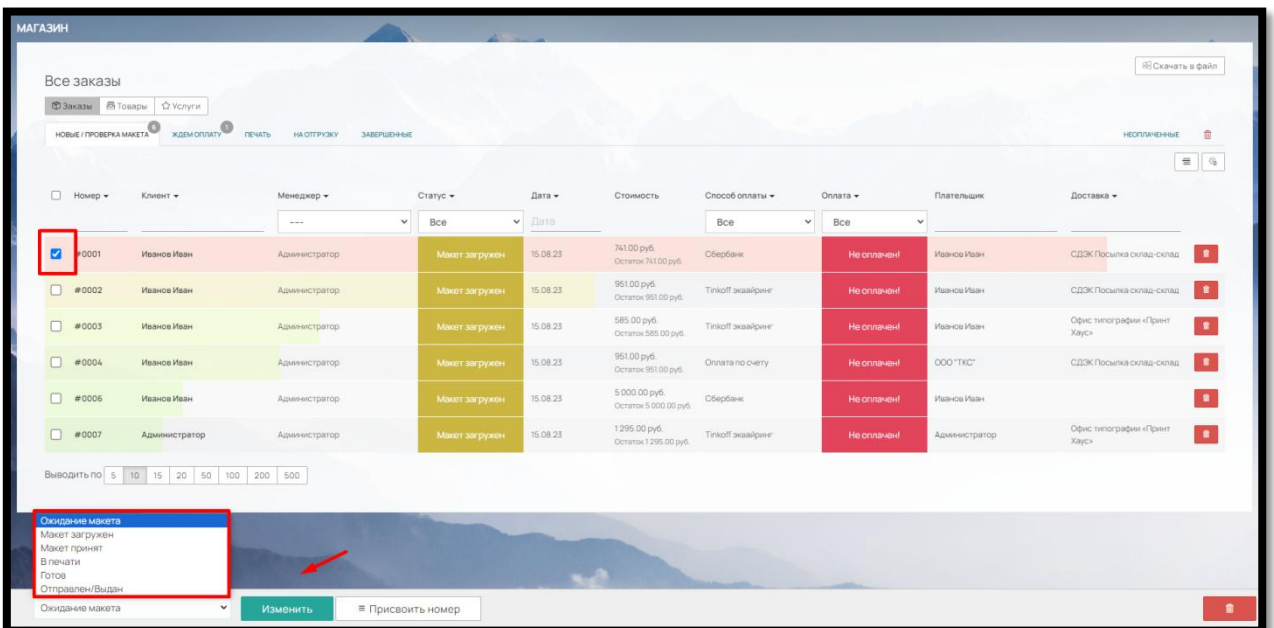 МАГАЗИН
Скачать в файл
Все заказы
Заказы Товары Услуги
НОВЫЕ / ПРОВЕРКА МАКЕТА 6 ЖДЕМ ОПЛАТУ 1 ПЕЧАТЬ НА ОТГРУЗКУ ЗАВЕРШЕННЫЕ НЕОПЛАЧЕННЫЕ
Номер Клиент Менеджер Статус Дата Стоимость Способ оплаты Оплата Плательщик Доставка
--- Все Дата Все Все
#0001 Иванов Иван Администратор Макет загружен 15.08.23 741.00 руб. Сбербанк Не оплачен! Иванов Иван СДЭК Посылка склад-склад
Остаток 741.00 руб.
#0002 Иванов Иван Администратор Макет загружен 15.08.23 951.00 руб. Tinkoff эквайринг Не оплачен! Иванов Иван СДЭК Посылка склад-склад
Остаток 951.00 руб.
#0003 Иванов Иван Администратор Макет загружен 15.08.23 585.00 руб. Tinkoff эквайринг Не оплачен! Иванов Иван Офис типографии «Принт
Остаток 585.00 руб. Хаус»
#0004 Иванов Иван Администратор Макет загружен 15.08.23 951.00 руб. Оплата по счету Не оплачен! ООО "ТКС" СДЭК Посылка склад-склад
Остаток 951.00 руб.
#0006 Иванов Иван Администратор Макет загружен 15.08.23 5 000.00 руб. Сбербанк Не оплачен! Иванов Иван
Остаток 5 000.00 руб.
#0007 Администратор Администратор Макет загружен 15.08.23 1 295.00 руб. Tinkoff эквайринг Не оплачен! Администратор Офис типографии «Принт
Остаток 1 295.00 руб. Хаус»
Выводить по 5 10 15 20 50 100 200 500
Ожидание макета
Макет загружен
Макет принят
В печати
Готов
Отправлен/Выдан
Ожидание макета Изменить Присвоить номер